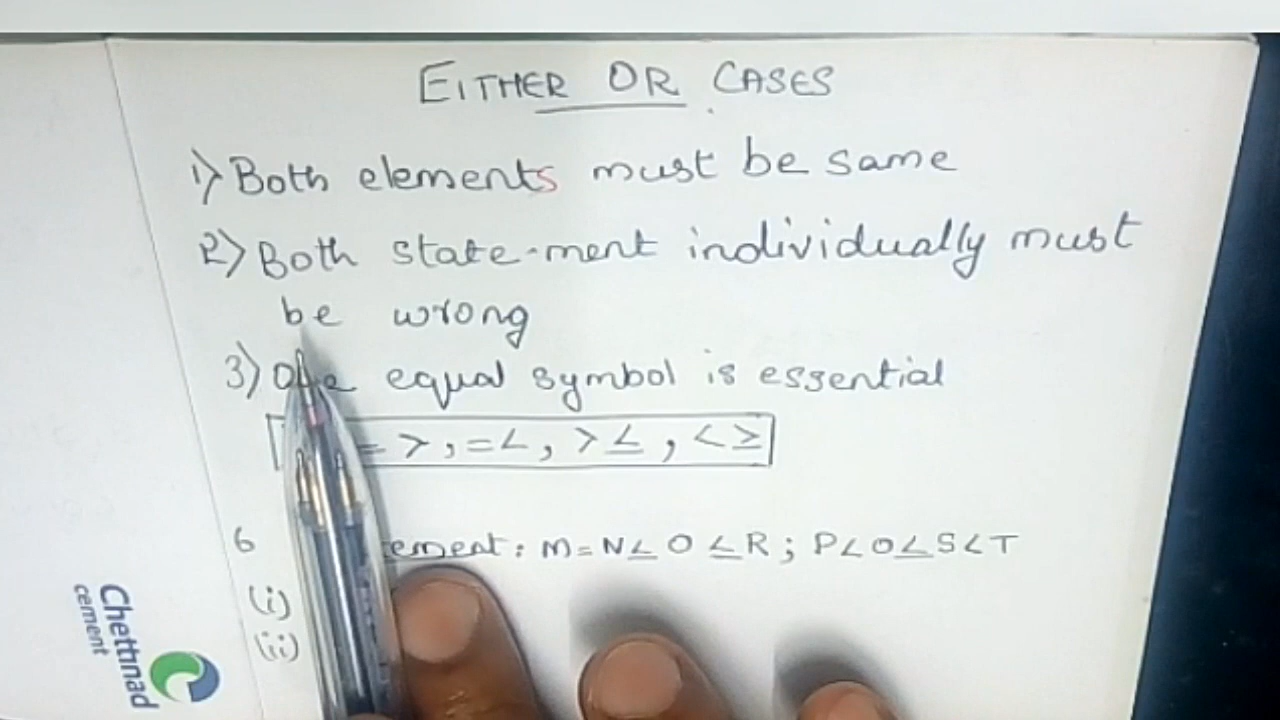 EITHER OR CASES
1) Both elements must be same
2) Both state-ment individually must
be wrong
3) equal symbol is essential
= > , = < , > ≤ , < ≥
6 ement: M = N ≤ O ≤ R ; P < O ≤ S < T
(i)
(ii)
Chettinad
cement